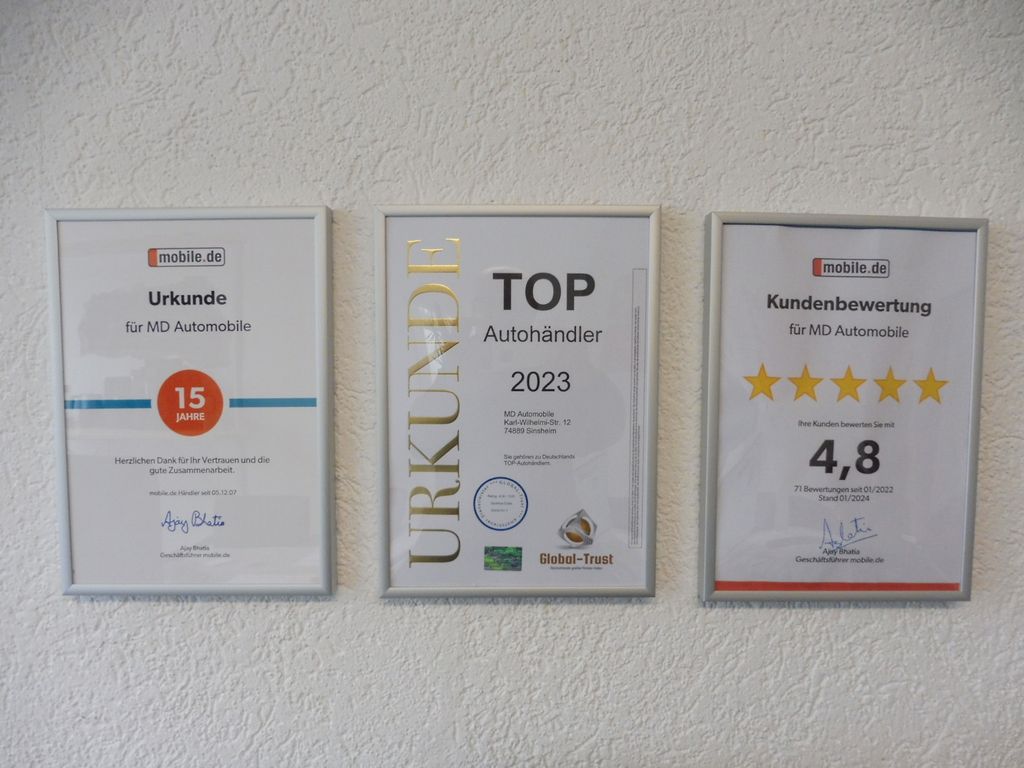 mobile.de
Urkunde
für MD Automobile
15
JAHRE
Herzlichen Dank für Ihr Vertrauen und die
gute Zusammenarbeit.
mobile.de Händler seit 05.12.07
Ajay Bhatia
Ajay Bhatia
Geschäftsführer mobile.de
URKUNDE
TOP
Autohändler
2023
MD Automobile
Karl-Wilhelmi-Str. 12
74889 Sinsheim
Sie gehören zu Deutschlands
TOP-Autohändlern.
Global-Trust
mobile.de
Kundenbewertung
für MD Automobile
Ihre Kunden bewerten Sie mit
4,8
71 Bewertungen seit 01/2022
Stand 01/2024
Ajay Bhatia
Geschäftsführer mobile.de